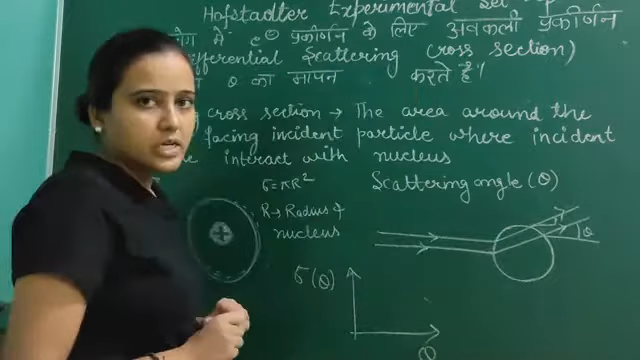 Hofstadter Experimental Set
में e⊖ प्रकीर्णन के लिए अवकली प्रकीर्णन
Scattering cross section)
θ का मापन करते हैं।
cross section → The area around the
facing incident particle where incident
interact with nucleus
σ = πR²
Scattering angle (θ)
R → Radius of
nucleus
+
θ
σ(θ)
θ